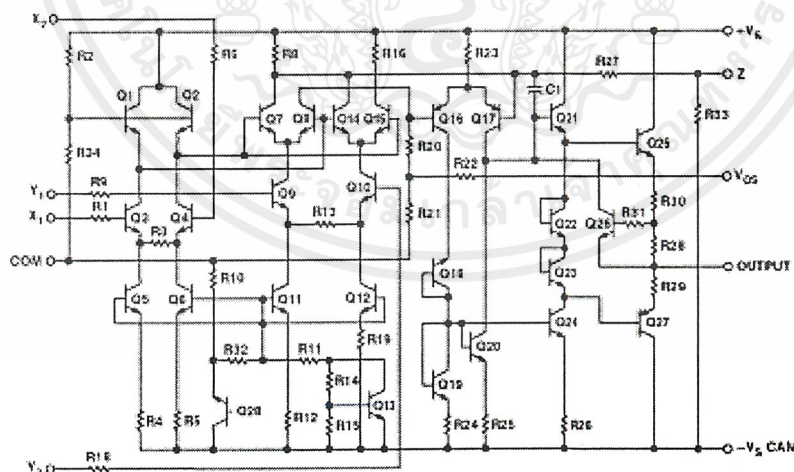 X₂
R2
R6
R8
R16
R23
+Vₛ
R27
Z
C1
Q1
Q2
Q7
Q8
Q14
Q15
Q16
Q17
Q21
R33
R34
R20
Q25
Y₁
R9
Q9
Q10
R22
V₀ₛ
X₁
R1
Q3
Q4
R13
R21
Q22
Q26
R31
R30
R3
R28
COM
OUTPUT
R10
Q18
Q23
R29
Q5
Q6
Q11
Q12
Q24
Q27
R32
R11
R19
Q20
R14
Q19
Q28
Q13
R4
R5
R12
R15
R24
R25
R26
-Vₛ CAN
Y₂
R18